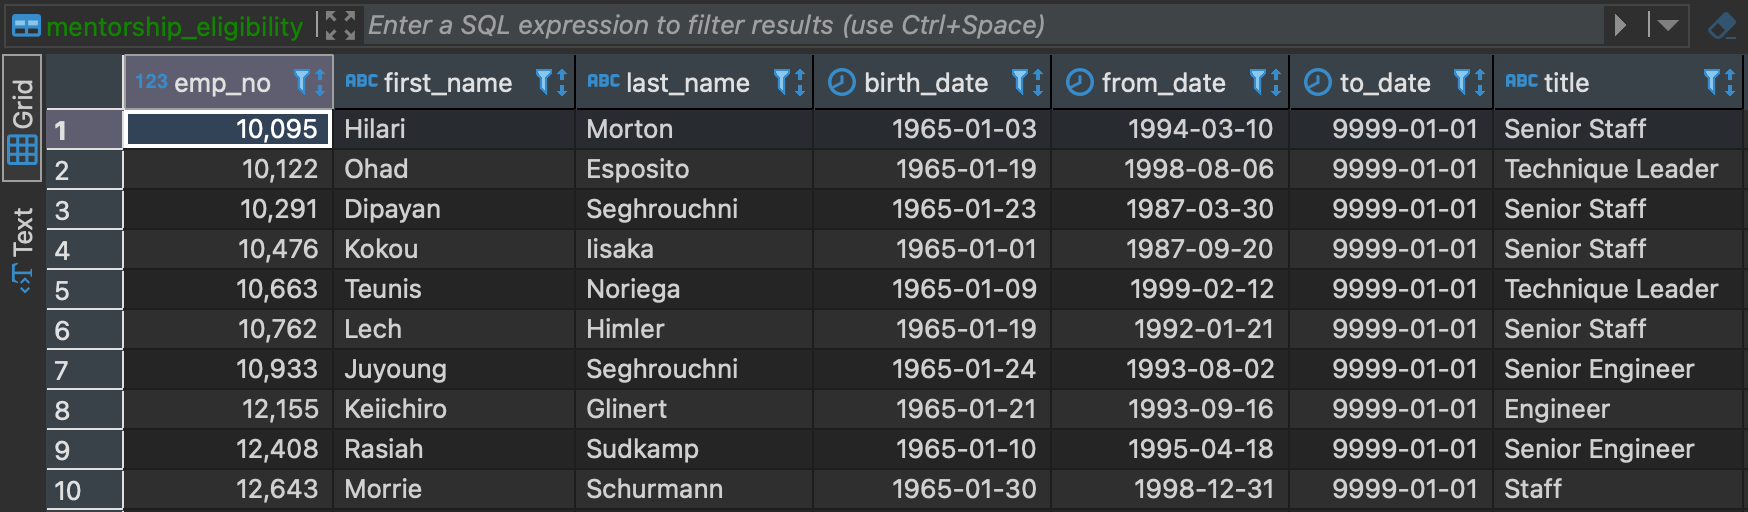 mentorship_eligibility Enter a SQL expression to filter results (use Ctrl+Space)
Grid
Text
123 emp_no ABC first_name ABC last_name birth_date from_date to_date ABC title
1 10,095 Hilari Morton 1965-01-03 1994-03-10 9999-01-01 Senior Staff
2 10,122 Ohad Esposito 1965-01-19 1998-08-06 9999-01-01 Technique Leader
3 10,291 Dipayan Seghrouchni 1965-01-23 1987-03-30 9999-01-01 Senior Staff
4 10,476 Kokou Iisaka 1965-01-01 1987-09-20 9999-01-01 Senior Staff
5 10,663 Teunis Noriega 1965-01-09 1999-02-12 9999-01-01 Technique Leader
6 10,762 Lech Himler 1965-01-19 1992-01-21 9999-01-01 Senior Staff
7 10,933 Juyoung Seghrouchni 1965-01-24 1993-08-02 9999-01-01 Senior Engineer
8 12,155 Keiichiro Glinert 1965-01-21 1993-09-16 9999-01-01 Engineer
9 12,408 Rasiah Sudkamp 1965-01-10 1995-04-18 9999-01-01 Senior Engineer
10 12,643 Morrie Schurmann 1965-01-30 1998-12-31 9999-01-01 Staff